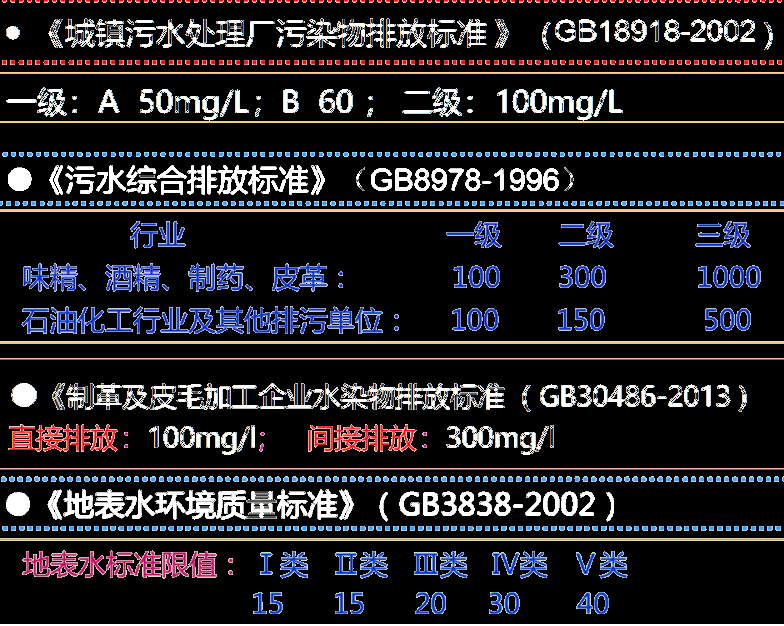 ● 《城镇污水处理厂污染物排放标准 》 (GB18918-2002 )
一级：A 50mg/L；B 60 ； 二级：100mg/L
●《污水综合排放标准》（GB8978-1996）
行业 一级 二级 三级
味精、酒精、制药、皮革： 100 300 1000
石油化工行业及其他排污单位： 100 150 500
●《制革及皮毛加工企业水染物排放标准 ( GB30486-2013 )
直接排放：100mg/l； 间接排放：300mg/l
●《地表水环境质量标准》( GB3838-2002 )
地表水标准限值： Ⅰ类 Ⅱ类 Ⅲ类 Ⅳ类 Ⅴ类
15 15 20 30 40